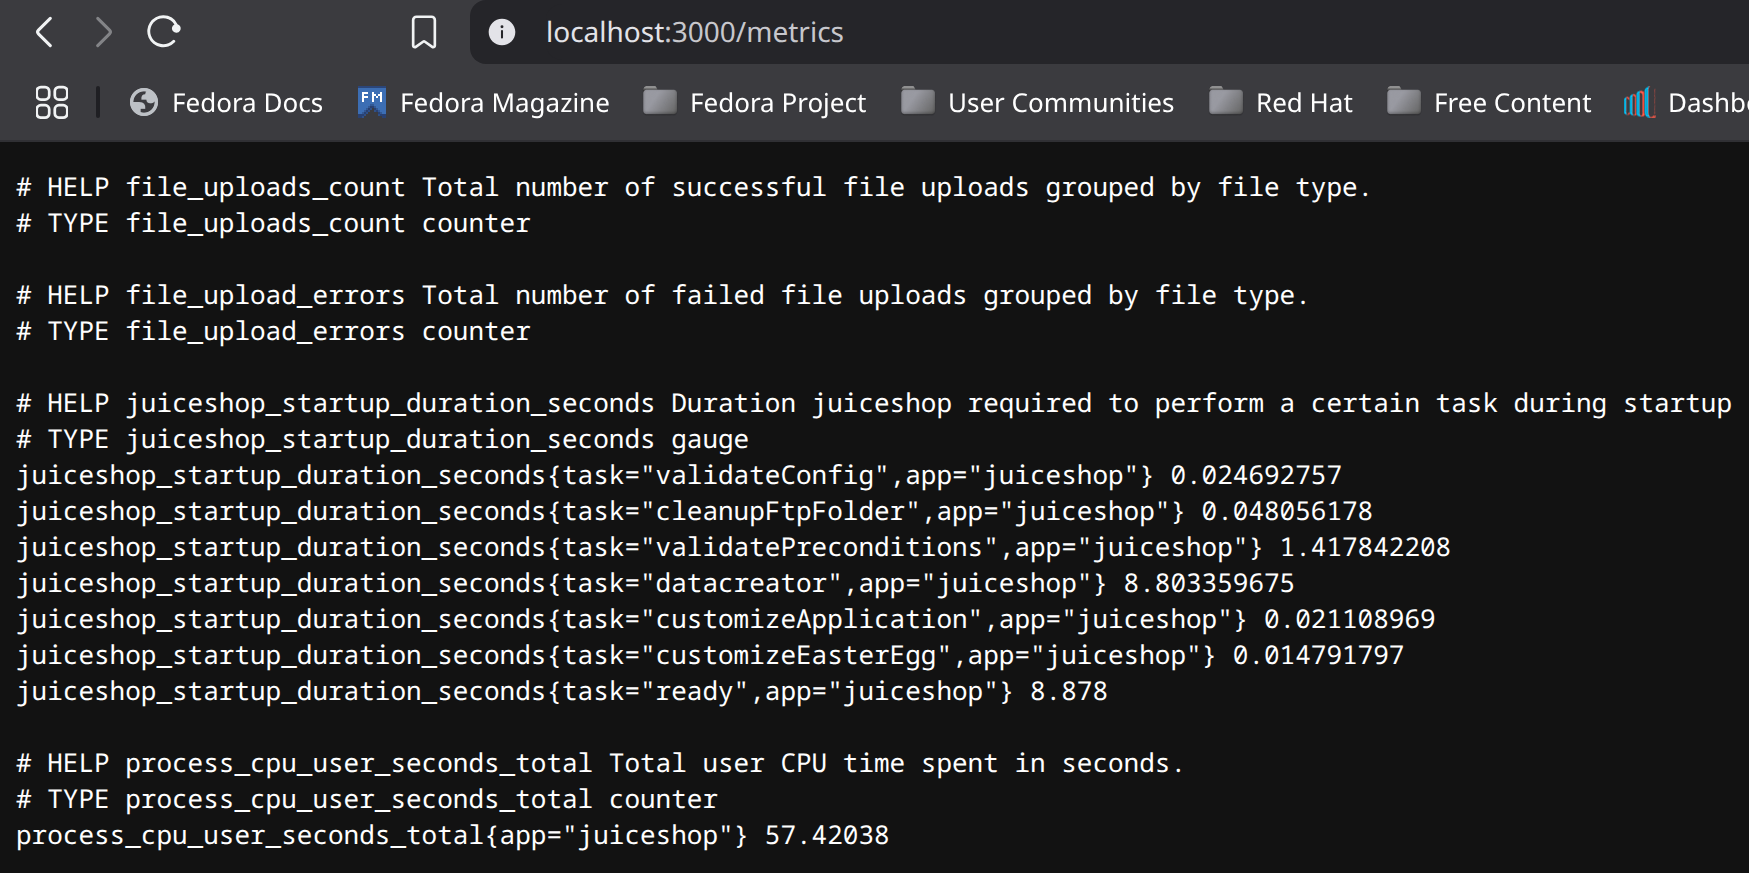 localhost:3000/metrics
Fedora Docs
FM
Fedora Magazine
Fedora Project
User Communities
Red Hat
Free Content
Dashb
# HELP file_uploads_count Total number of successful file uploads grouped by file type.
# TYPE file_uploads_count counter
# HELP file_upload_errors Total number of failed file uploads grouped by file type.
# TYPE file_upload_errors counter
# HELP juiceshop_startup_duration_seconds Duration juiceshop required to perform a certain task during startup
# TYPE juiceshop_startup_duration_seconds gauge
juiceshop_startup_duration_seconds{task="validateConfig",app="juiceshop"} 0.024692757
juiceshop_startup_duration_seconds{task="cleanupFtpFolder",app="juiceshop"} 0.048056178
juiceshop_startup_duration_seconds{task="validatePreconditions",app="juiceshop"} 1.417842208
juiceshop_startup_duration_seconds{task="datacreator",app="juiceshop"} 8.803359675
juiceshop_startup_duration_seconds{task="customizeApplication",app="juiceshop"} 0.021108969
juiceshop_startup_duration_seconds{task="customizeEasterEgg",app="juiceshop"} 0.014791797
juiceshop_startup_duration_seconds{task="ready",app="juiceshop"} 8.878
# HELP process_cpu_user_seconds_total Total user CPU time spent in seconds.
# TYPE process_cpu_user_seconds_total counter
process_cpu_user_seconds_total{app="juiceshop"} 57.42038